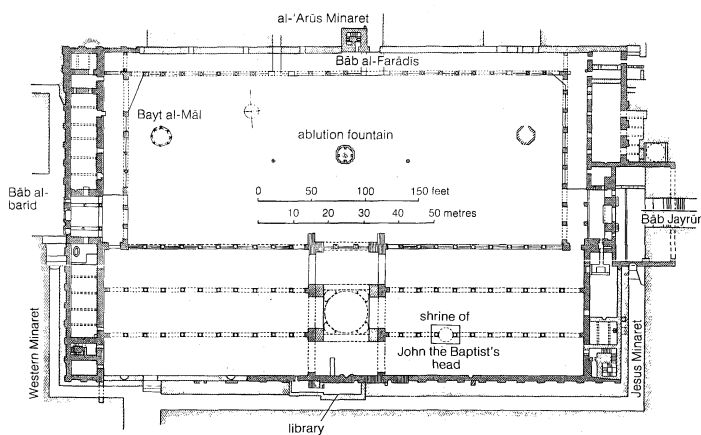 al-'Arūs Minaret
Bāb al-Farādis
Bayt al-Māl
ablution fountain
0 50 100 150 feet
10 20 30 40 50 metres
Bāb al-
barid
Bāb Jayrūn
shrine of
John the Baptist's
head
Western Minaret
Jesus Minaret
library